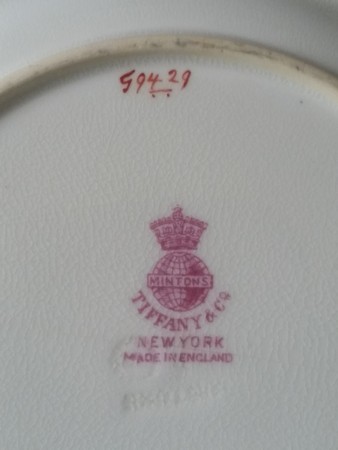 G9429
MINTONS
TIFFANY & Co
NEW YORK
MADE IN ENGLAND